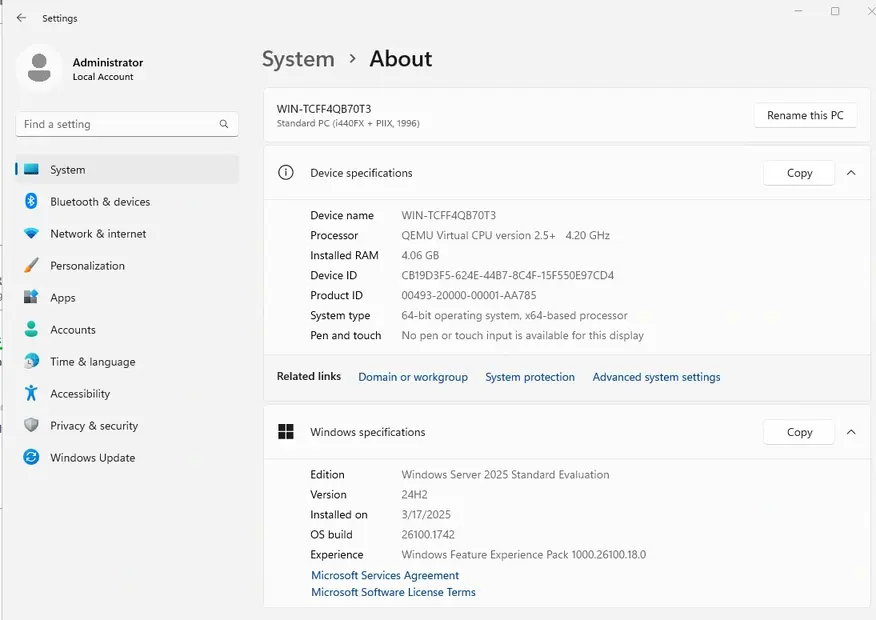 Settings
Administrator
Local Account
Find a setting
System
Bluetooth & devices
Network & internet
Personalization
Apps
Accounts
Time & language
Accessibility
Privacy & security
Windows Update
System > About
WIN-TCFF4QB70T3
Standard PC (i440FX + PIIX, 1996)
Rename this PC
Device specifications
Copy
Device name WIN-TCFF4QB70T3
Processor QEMU Virtual CPU version 2.5+ 4.20 GHz
Installed RAM 4.06 GB
Device ID CB19D3F5-624E-44B7-8C4F-15F550E97CD4
Product ID 00493-20000-00001-AA785
System type 64-bit operating system, x64-based processor
Pen and touch No pen or touch input is available for this display
Related links Domain or workgroup System protection Advanced system settings
Windows specifications
Copy
Edition Windows Server 2025 Standard Evaluation
Version 24H2
Installed on 3/17/2025
OS build 26100.1742
Experience Windows Feature Experience Pack 1000.26100.18.0
Microsoft Services Agreement
Microsoft Software License Terms